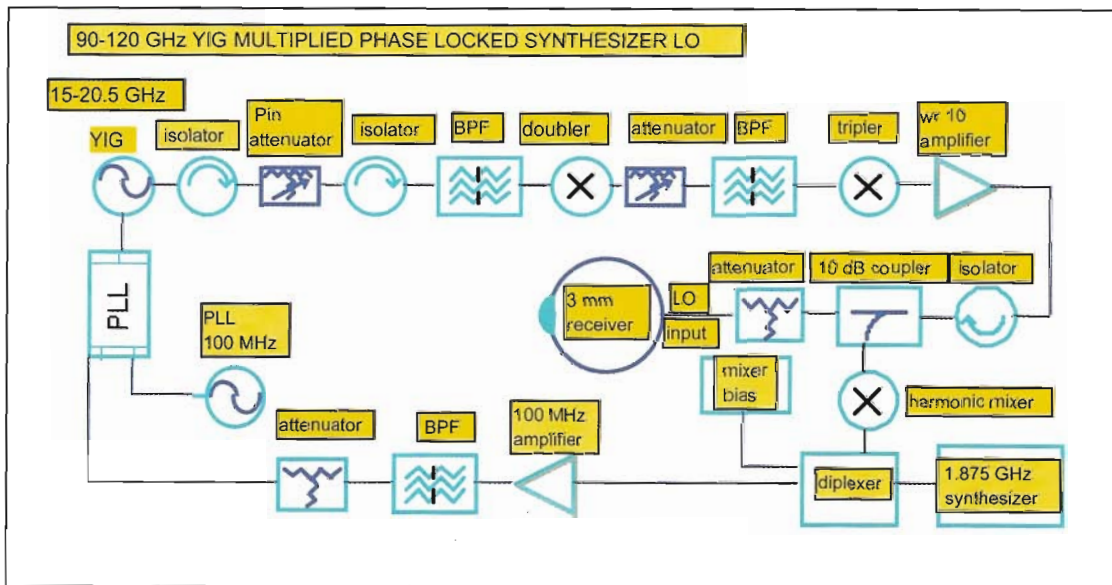 90-120 GHz YIG MULTIPLIED PHASE LOCKED SYNTHESIZER LO
15-20.5 GHz
YIG
isolator
Pin
attenuator
isolator
BPF
doubler
attenuator
BPF
tripler
wr 10
amplifier
attenuator
10 dB coupler
isolator
3 mm
receiver
LO
input
PLL
PLL
100 MHz
mixer
bias
harmonic mixer
attenuator
BPF
100 MHz
amplifier
diplexer
1.875 GHz
synthesizer